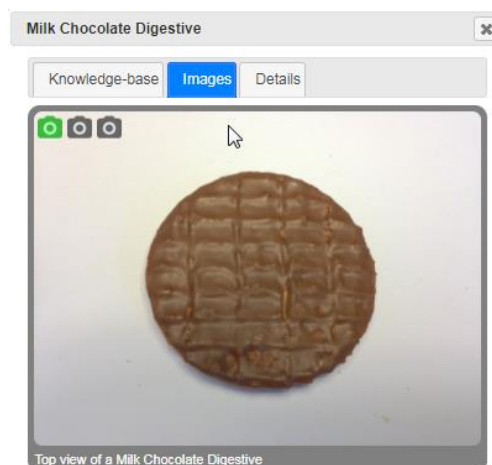 Milk Chocolate Digestive
Knowledge-base Images Details
Top view of a Milk Chocolate Digestive